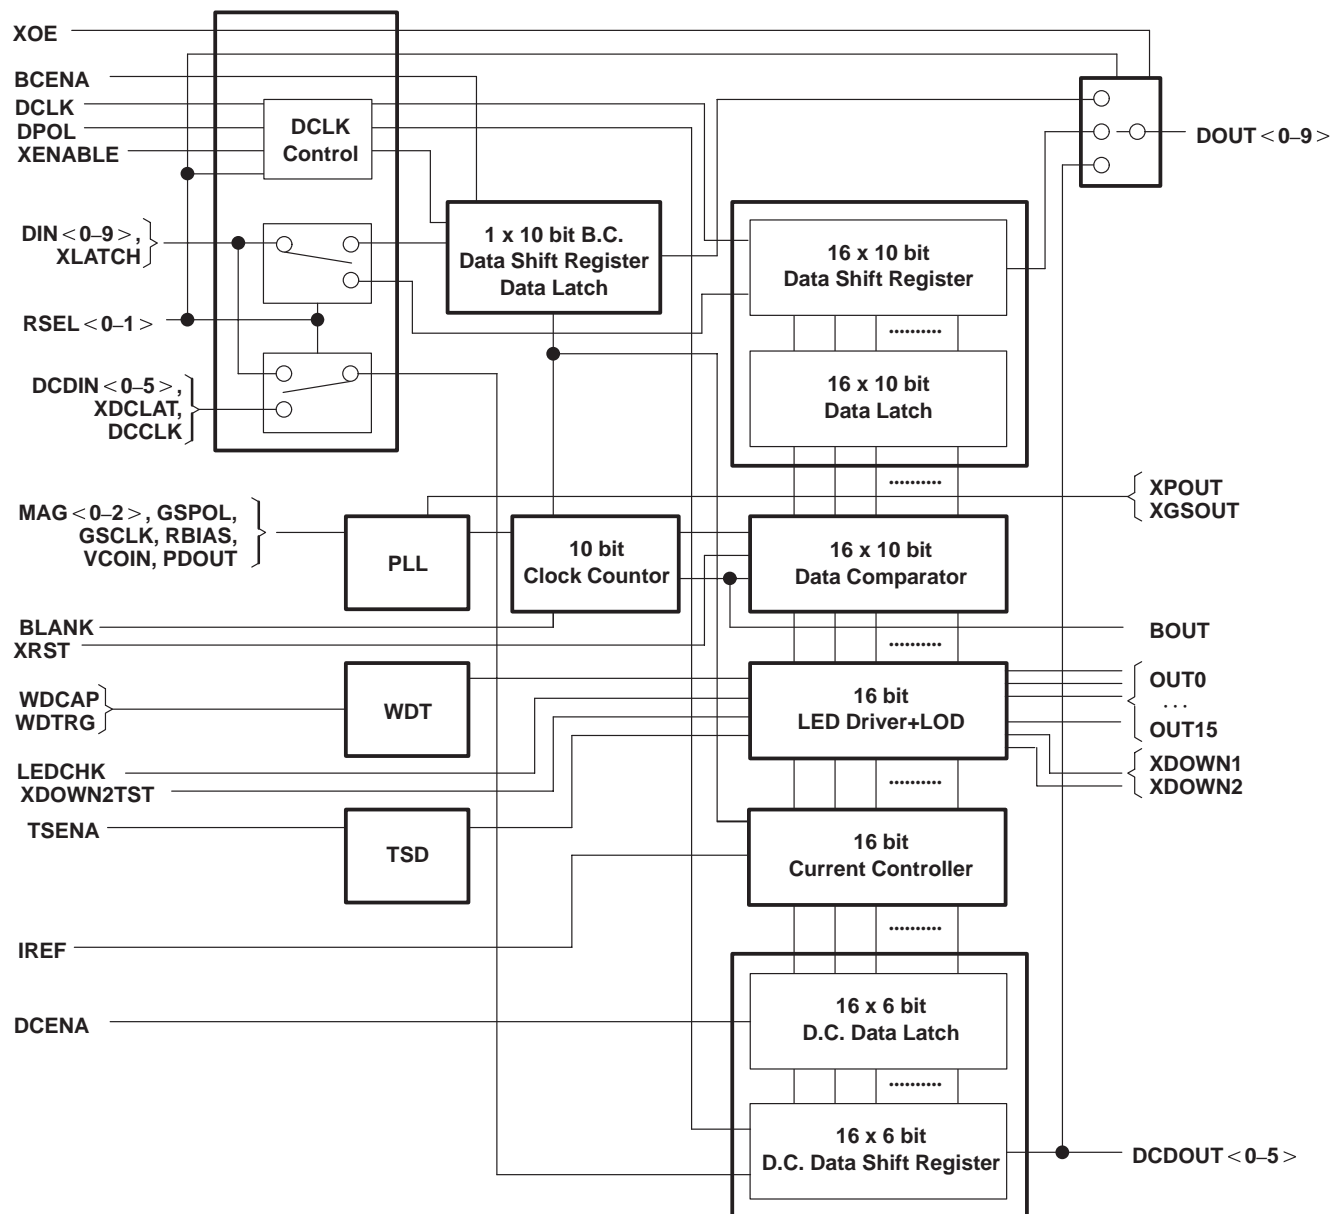 XOE
BCENA
DCLK
DPOL
XENABLE
DCLK
Control
DOUT<0–9>
DIN<0–9>,
XLATCH
1 x 10 bit B.C.
Data Shift Register
Data Latch
16 x 10 bit
Data Shift Register
..........
RSEL<0–1>
DCDIN<0–5>,
XDCLAT,
DCCLK
16 x 10 bit
Data Latch
..........
MAG<0–2>, GSPOL,
GSCLK, RBIAS,
VCOIN, PDOUT
PLL
10 bit
Clock Countor
16 x 10 bit
Data Comparator
XPOUT
XGSOUT
BLANK
XRST
..........
BOUT
WDCAP
WDTRG
WDT
16 bit
LED Driver+LOD
OUT0
...
OUT15
LEDCHK
XDOWN2TST
..........
XDOWN1
XDOWN2
TSENA
TSD
16 bit
Current Controller
IREF
..........
DCENA
16 x 6 bit
D.C. Data Latch
..........
16 x 6 bit
D.C. Data Shift Register
DCDOUT<0–5>